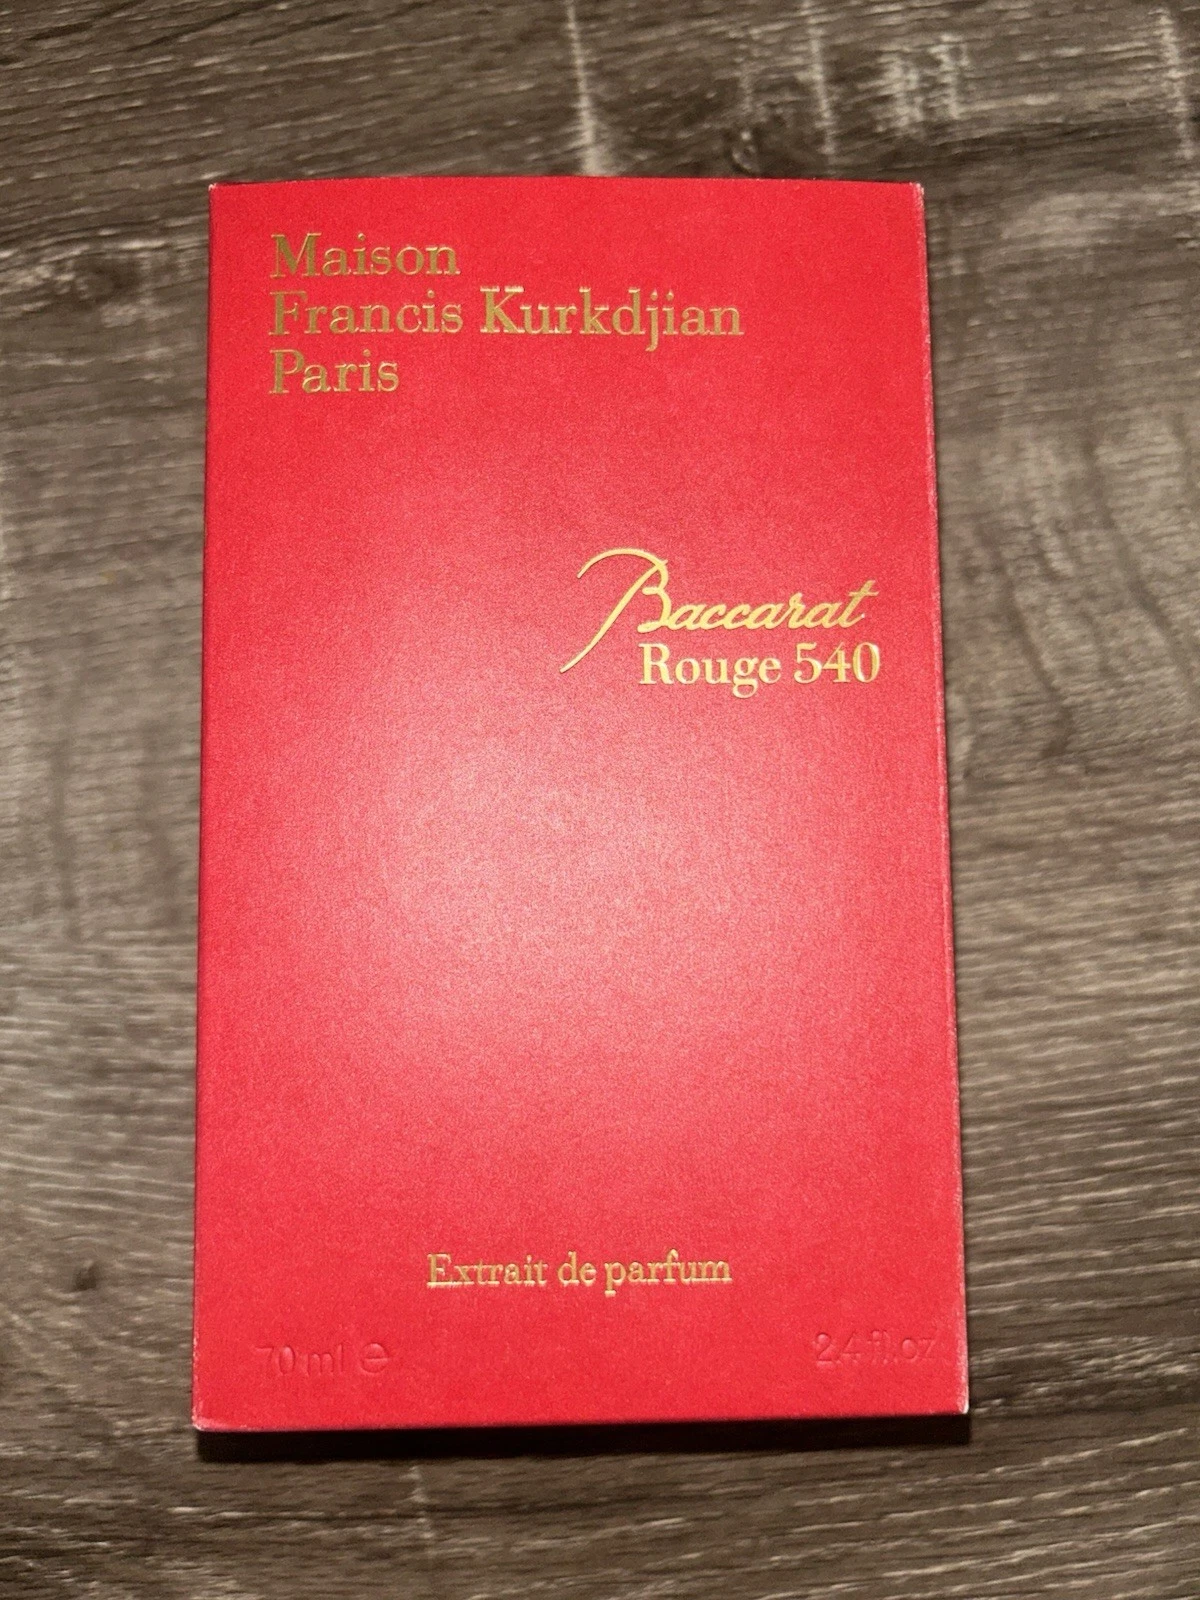 Maison
Francis Kurkdjian
Paris
Baccarat
Rouge 540
Extrait de parfum
70 ml ℮ 2.4 fl.oz